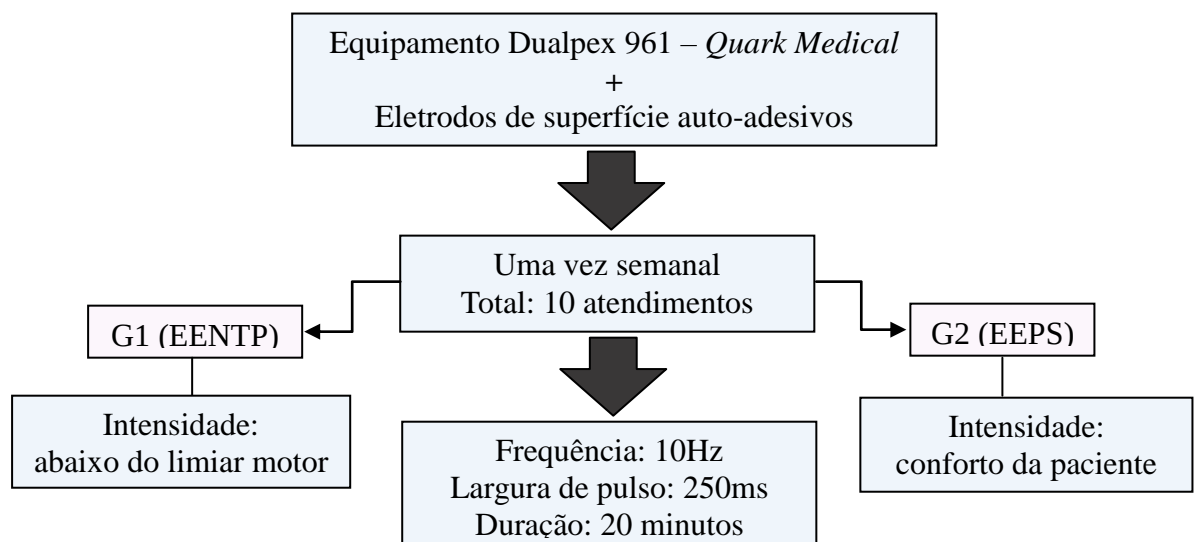 Equipamento Dualpex 961 – Quark Medical
+
Eletrodos de superfície auto-adesivos
Uma vez semanal
Total: 10 atendimentos
G1 (EENTP)
G2 (EEPS)
Intensidade:
abaixo do limiar motor
Frequência: 10Hz
Largura de pulso: 250ms
Duração: 20 minutos
Intensidade:
conforto da paciente